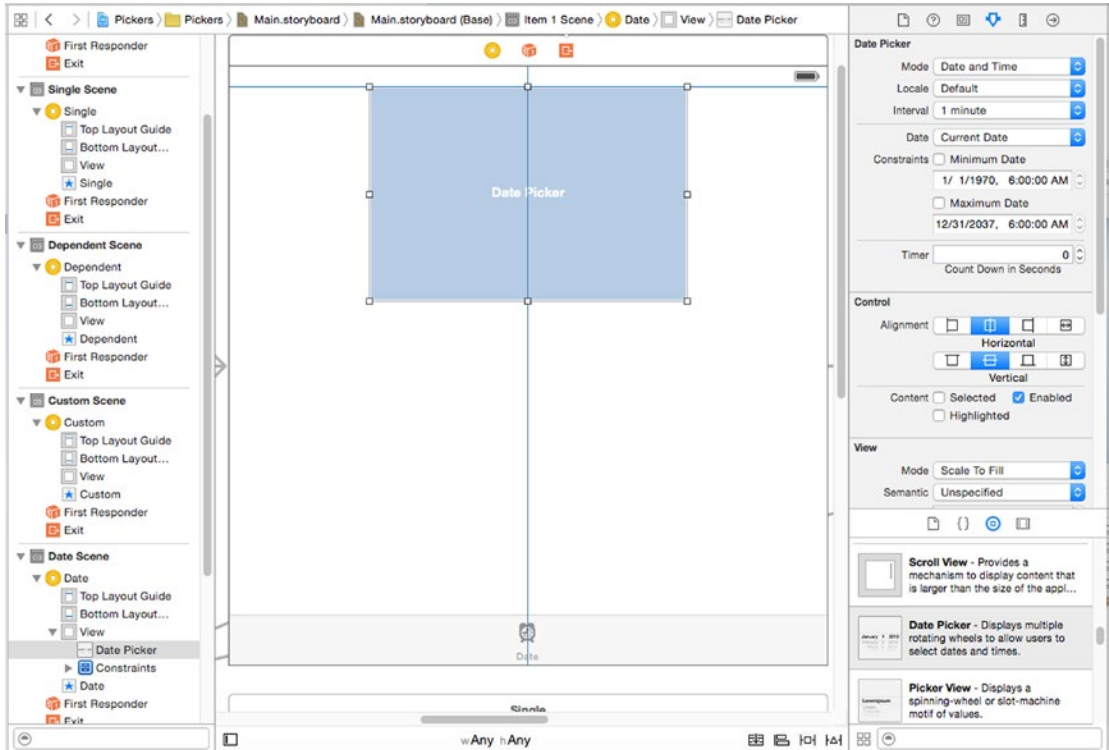 Pickers
Pickers
Main.storyboard
Main.storyboard (Base)
Item 1 Scene
Date
View
Date Picker
First Responder
Exit
Single Scene
Single
Top Layout Guide
Bottom Layout...
View
Single
First Responder
Exit
Dependent Scene
Dependent
Top Layout Guide
Bottom Layout...
View
Dependent
First Responder
Exit
Custom Scene
Custom
Top Layout Guide
Bottom Layout...
View
Custom
First Responder
Exit
Date Scene
Date
Top Layout Guide
Bottom Layout...
View
Date Picker
Constraints
Date
First Responder
Exit
Date Picker
Date
Single
wAny hAny
Date Picker
Mode Date and Time
Locale Default
Interval 1 minute
Date Current Date
Constraints Minimum Date
1/ 1/1970, 6:00:00 AM
Maximum Date
12/31/2037, 6:00:00 AM
Timer 0
Count Down in Seconds
Control
Alignment
Horizontal
Vertical
Content Selected Enabled
Highlighted
View
Mode Scale To Fill
Semantic Unspecified
Scroll View - Provides a
mechanism to display content that
is larger than the size of the appl...
Date Picker - Displays multiple
rotating wheels to allow users to
select dates and times.
Picker View - Displays a
spinning-wheel or slot-machine
motif of values.